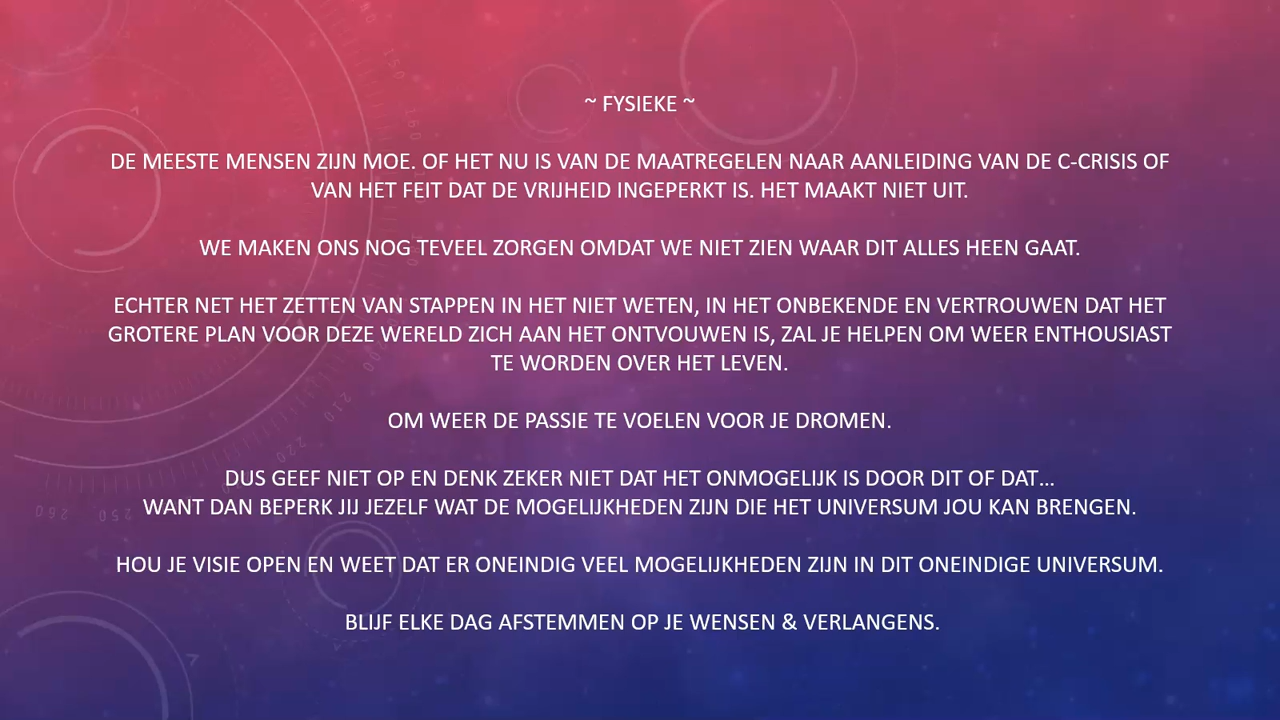 ~ FYSIEKE ~
DE MEESTE MENSEN ZIJN MOE. OF HET NU IS VAN DE MAATREGELEN NAAR AANLEIDING VAN DE C-CRISIS OF
VAN HET FEIT DAT DE VRIJHEID INGEPERKT IS. HET MAAKT NIET UIT.
WE MAKEN ONS NOG TEVEEL ZORGEN OMDAT WE NIET ZIEN WAAR DIT ALLES HEEN GAAT.
ECHTER NET HET ZETTEN VAN STAPPEN IN HET NIET WETEN, IN HET ONBEKENDE EN VERTROUWEN DAT HET
GROTERE PLAN VOOR DEZE WERELD ZICH AAN HET ONTVOUWEN IS, ZAL JE HELPEN OM WEER ENTHOUSIAST
TE WORDEN OVER HET LEVEN.
OM WEER DE PASSIE TE VOELEN VOOR JE DROMEN.
DUS GEEF NIET OP EN DENK ZEKER NIET DAT HET ONMOGELIJK IS DOOR DIT OF DAT...
WANT DAN BEPERK JIJ JEZELF WAT DE MOGELIJKHEDEN ZIJN DIE HET UNIVERSUM JOU KAN BRENGEN.
HOU JE VISIE OPEN EN WEET DAT ER ONEINDIG VEEL MOGELIJKHEDEN ZIJN IN DIT ONEINDIGE UNIVERSUM.
BLIJF ELKE DAG AFSTEMMEN OP JE WENSEN & VERLANGENS.
150
160
210
220
250
260